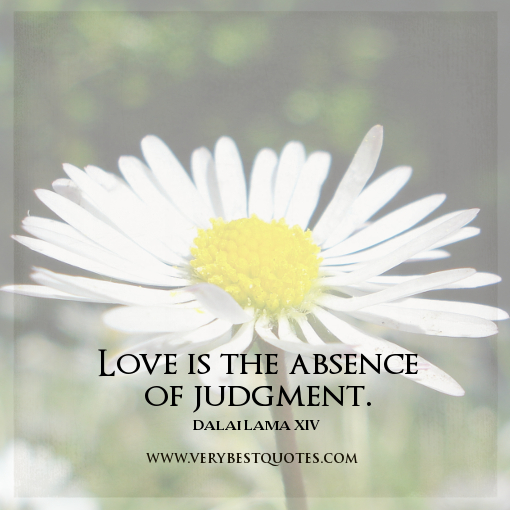 Love is the absence
of judgment.
Dalai Lama XIV
www.verybestquotes.com